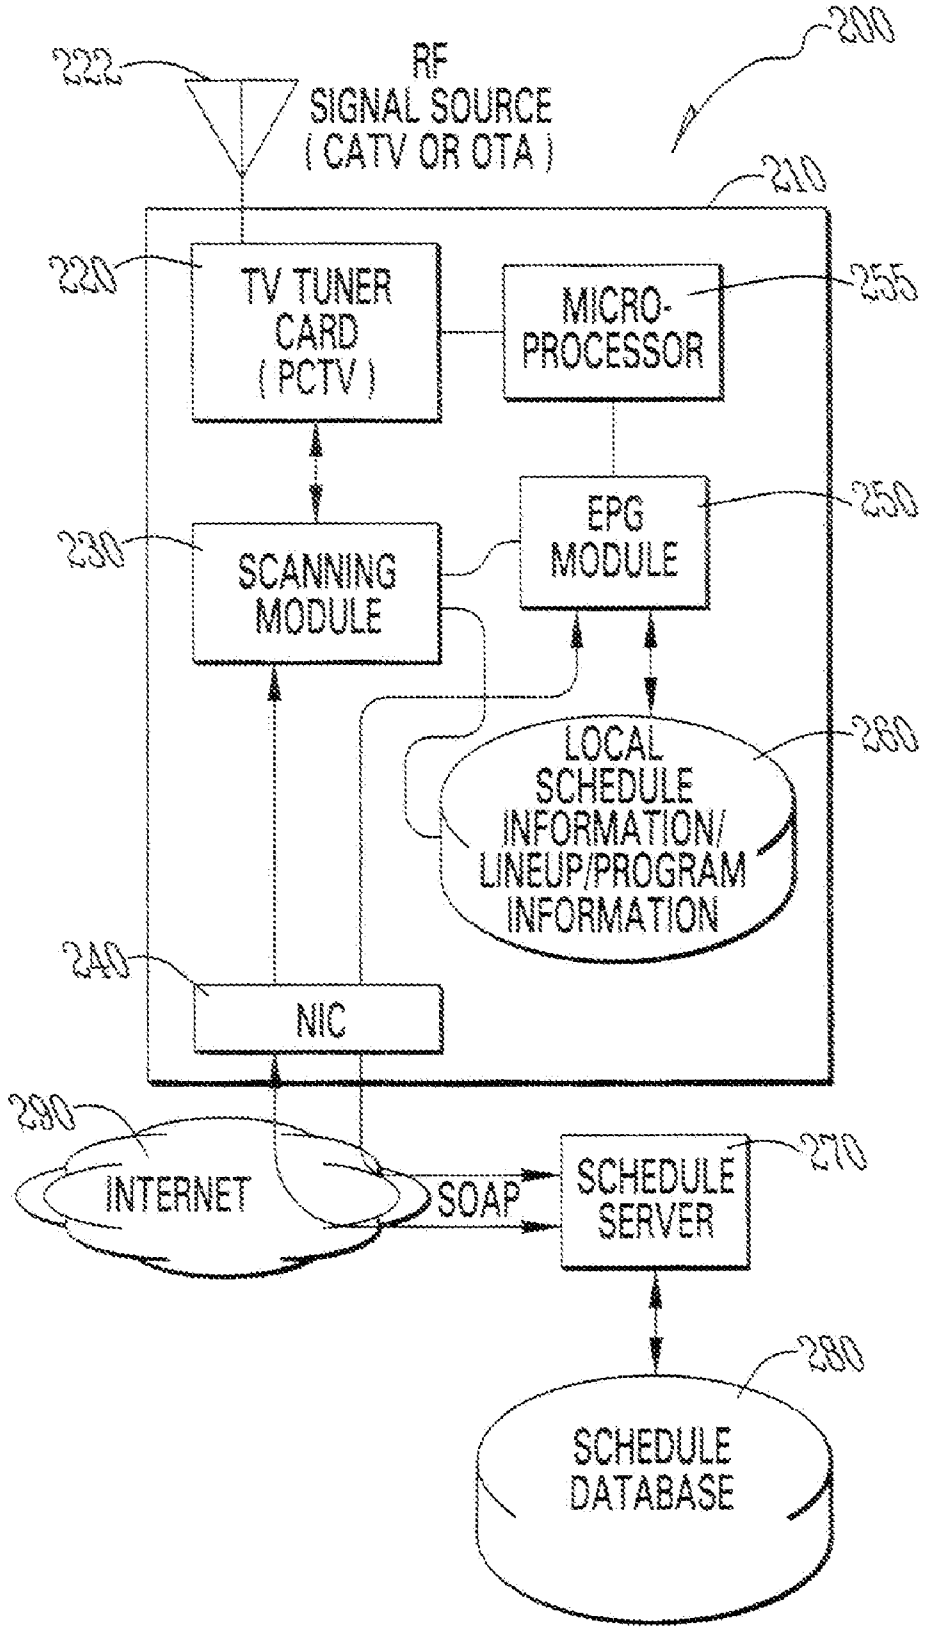 200
222
RF
SIGNAL SOURCE
( CATV OR OTA )
210
220
TV TUNER
CARD
( PCTV )
255
MICRO-
PROCESSOR
250
EPG
MODULE
230
SCANNING
MODULE
260
LOCAL
SCHEDULE
INFORMATION/
LINEUP/PROGRAM
INFORMATION
240
NIC
290
INTERNET
SOAP
270
SCHEDULE
SERVER
280
SCHEDULE
DATABASE